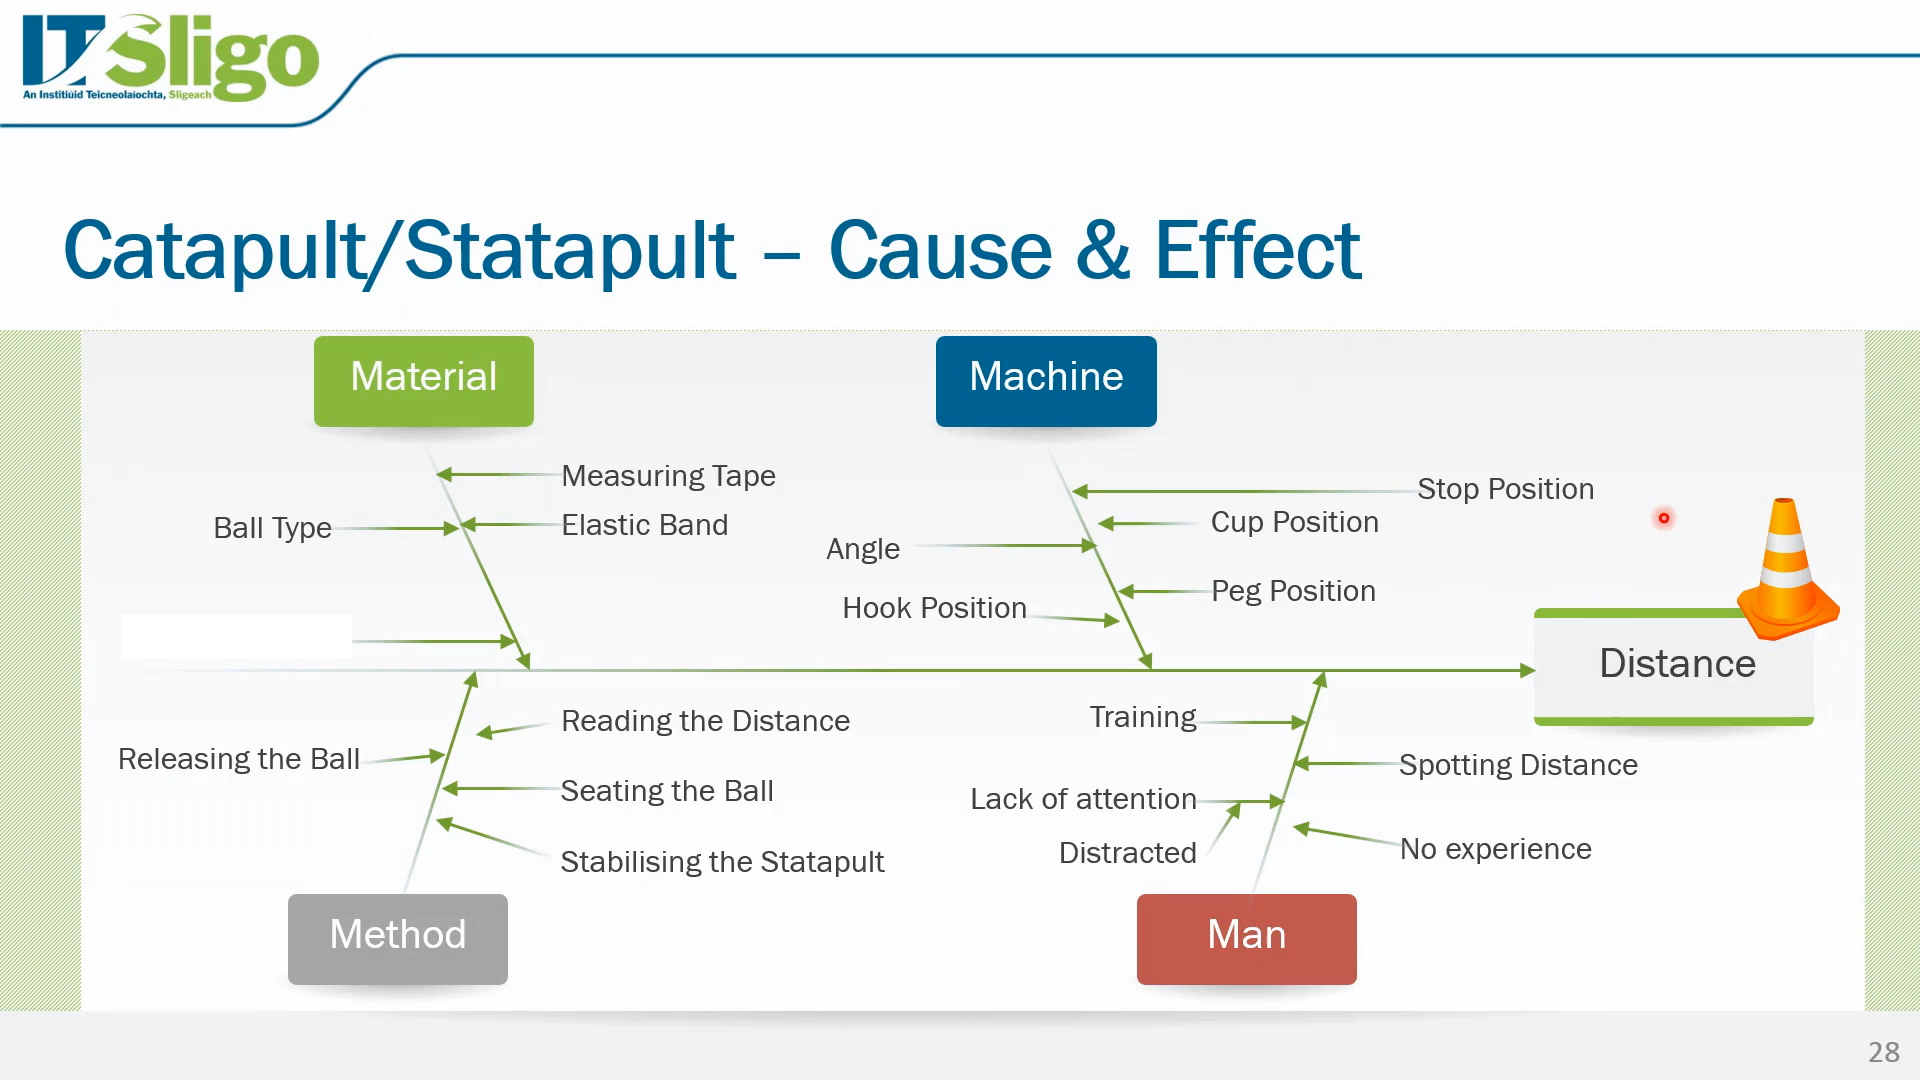 ITSligo
An Institiúid Teicneolaíochta, Sligeach
Catapult/Statapult – Cause & Effect
Material
Machine
Measuring Tape
Stop Position
Ball Type
Elastic Band
Cup Position
Angle
Peg Position
Hook Position
Distance
Reading the Distance
Training
Releasing the Ball
Spotting Distance
Seating the Ball
Lack of attention
Stabilising the Statapult
Distracted
No experience
Method
Man
28